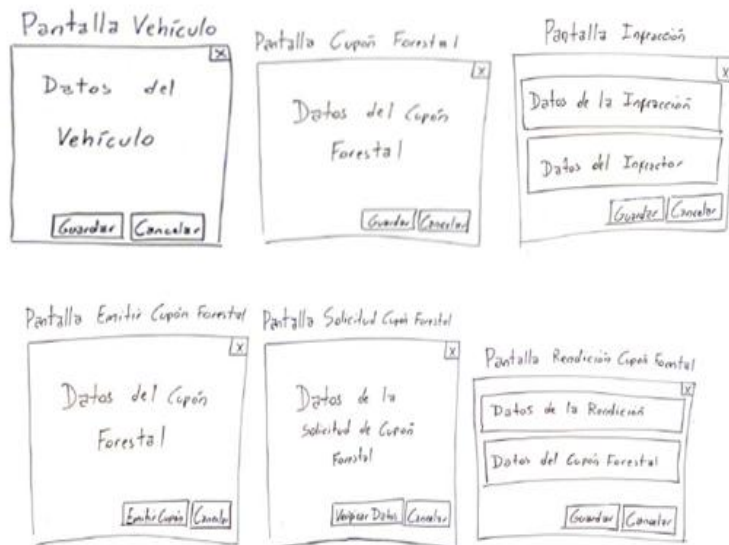 Pantalla Vehículo
X
Datos del
Vehículo
Guardar Cancelar
Pantalla Cupón Forestal
X
Datos del Cupón
Forestal
Guardar Cancelar
Pantalla Infracción
X
Datos de la Infracción
Datos del Infractor
Guardar Cancelar
Pantalla Emitir Cupón Forestal
X
Datos del Cupón
Forestal
Emitir Cupón Cancelar
Pantalla Solicitud Cupón Forestal
X
Datos de la
Solicitud de Cupón
Forestal
Verificar Datos Cancelar
Pantalla Rendición Cupón Forestal
X
Datos de la Rendición
Datos del Cupón Forestal
Guardar Cancelar